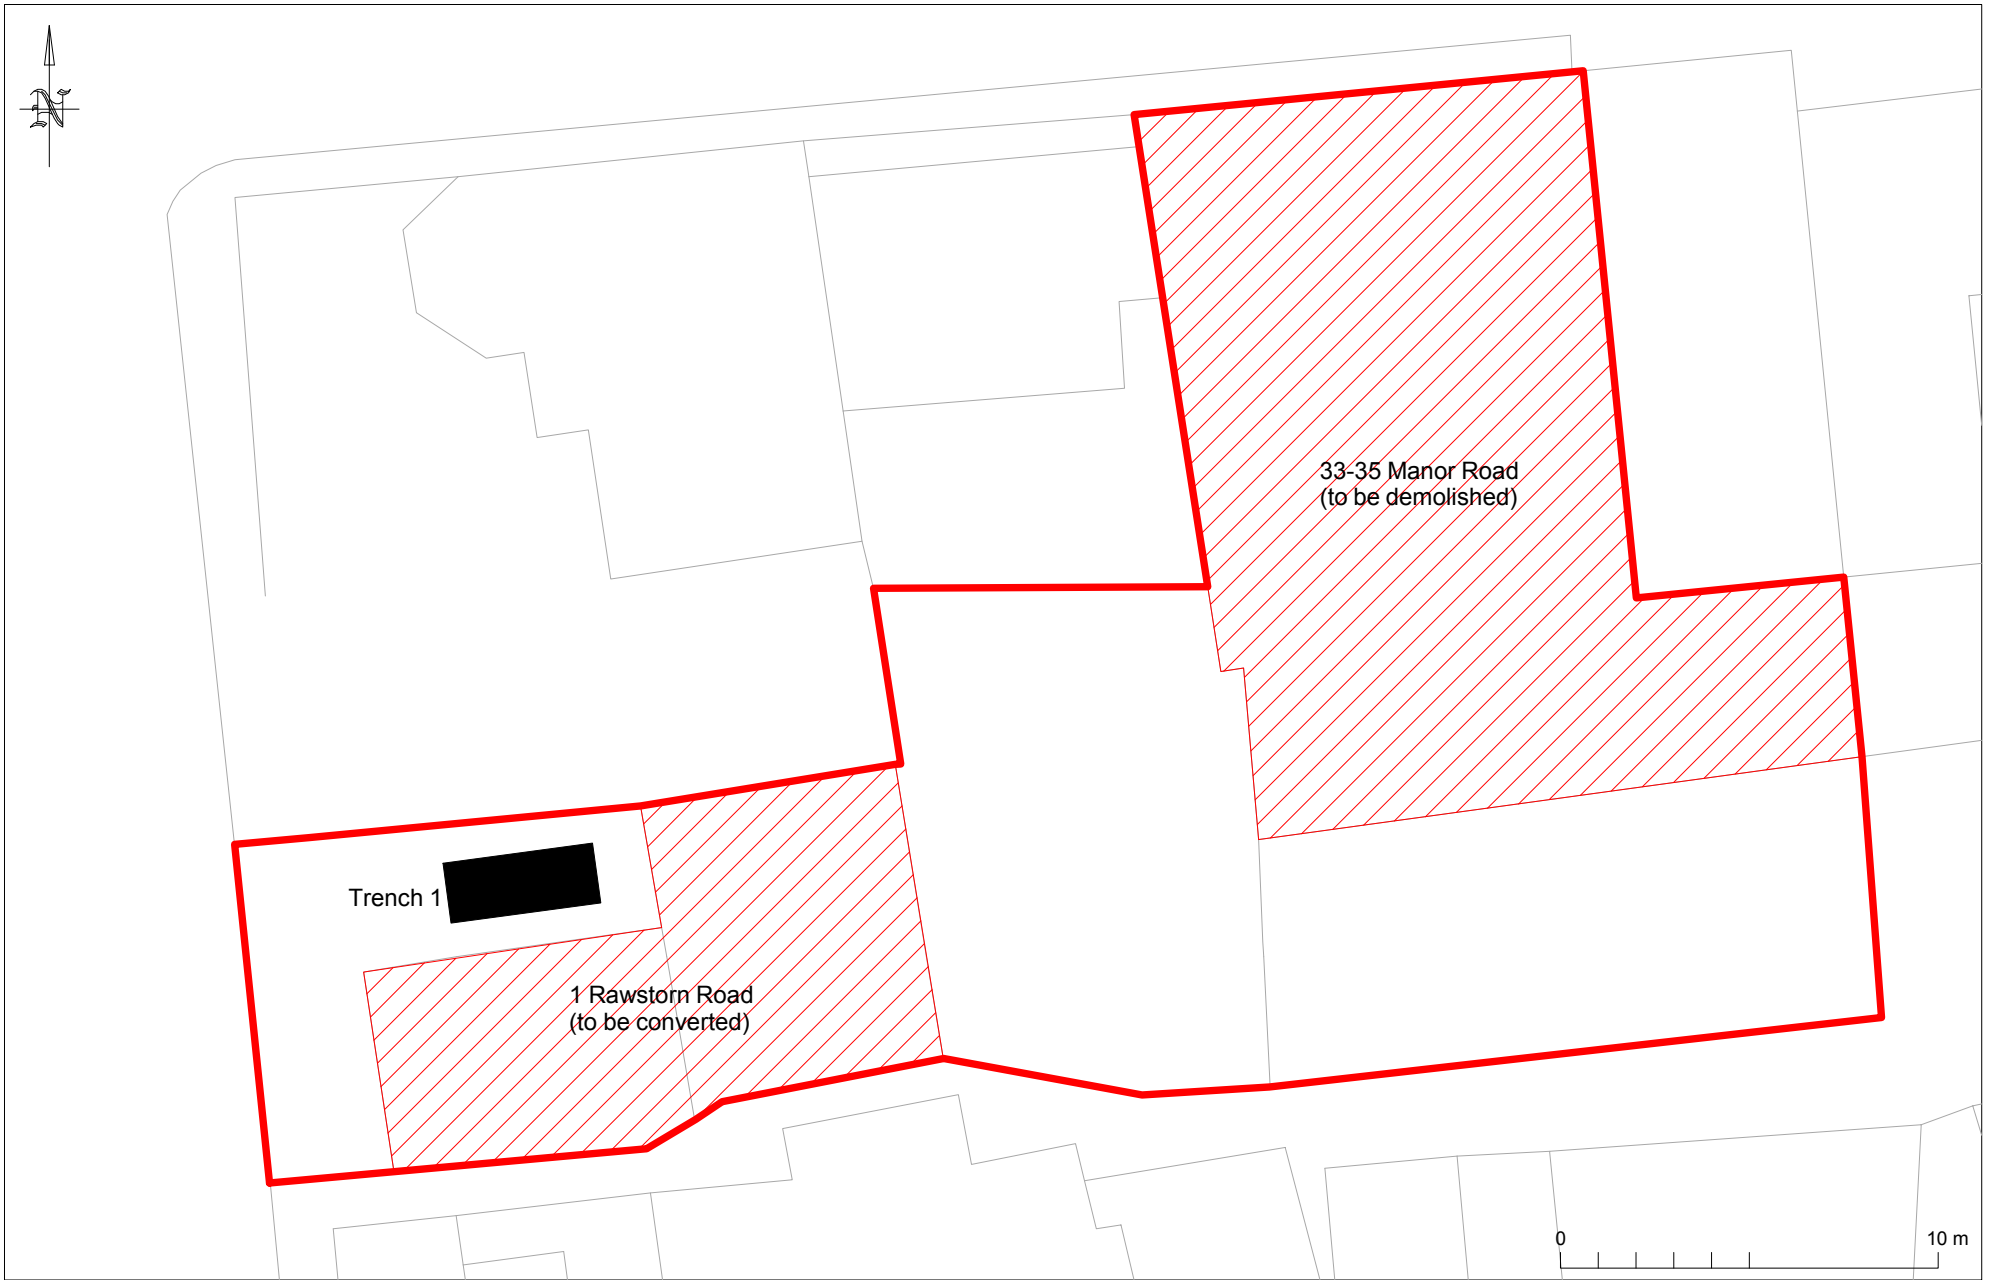 N
33-35 Manor Road
(to be demolished)
Trench 1
1 Rawstorn Road
(to be converted)
0 10 m